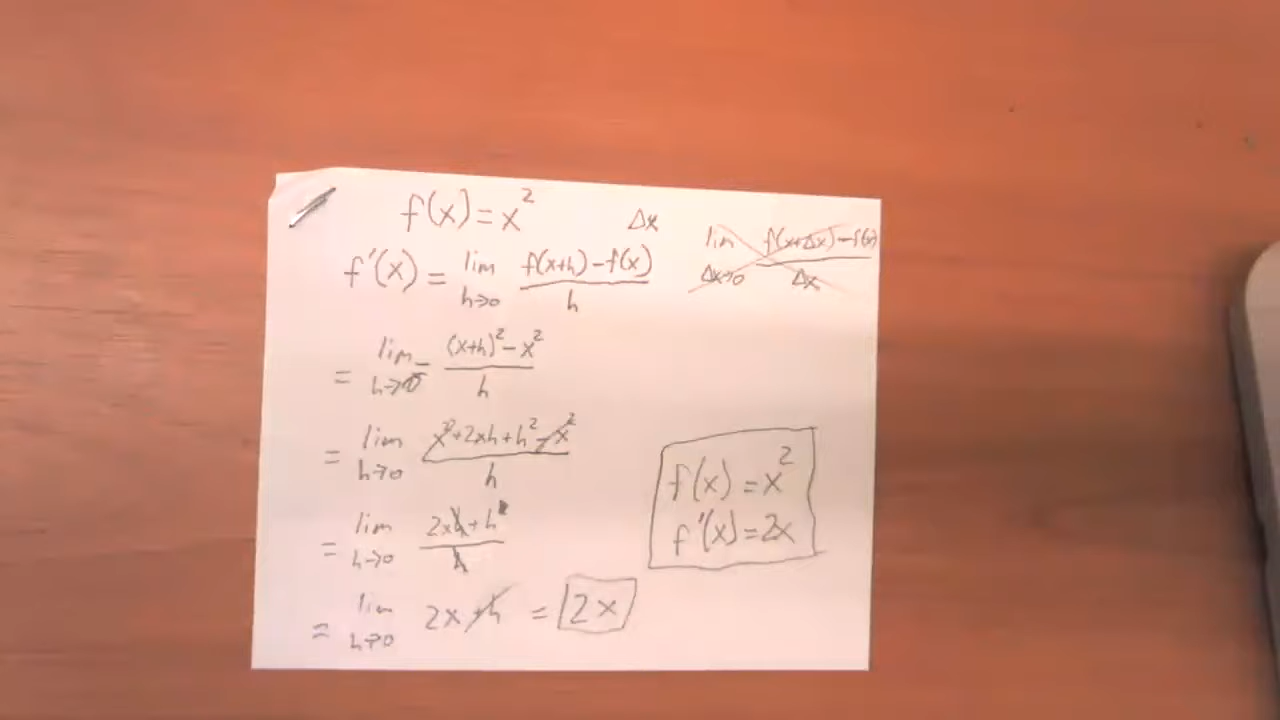 f(x) = x²
Δx
lim Δx→0 f(x+Δx)−f(x) / Δx
f'(x) = lim h→0 f(x+h)−f(x) / h
= lim h→0 (x+h)²−x² / h
= lim h→0 x²+2xh+h²−x² / h
= lim h→0 2xh+h² / h
= lim h→0 2x+h = 2x
f(x) = x²
f'(x) = 2x